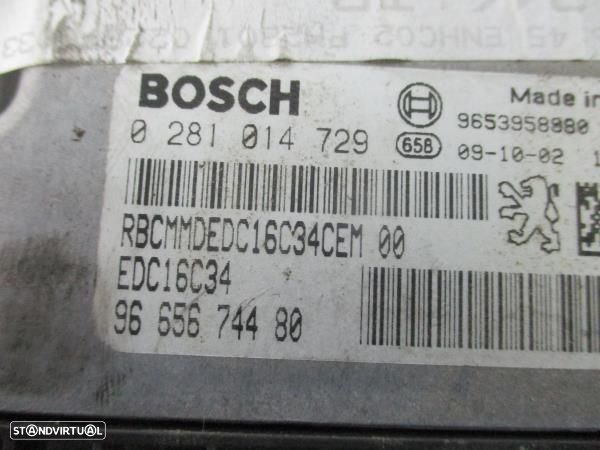 BOSCH
Made in
0 281 014 729
658
9653958980
09-10-02
RBCMMDEDC16C34CEM 00
EDC16C34
96 656 744 80
STANDVIRTUAL